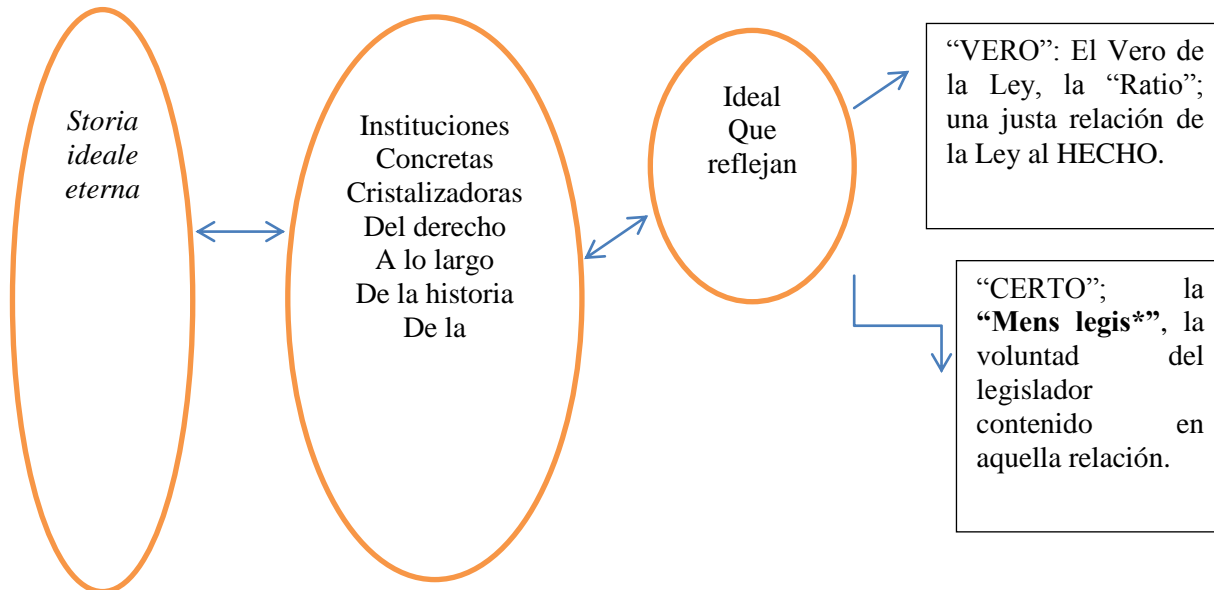 Storia
ideale
eterna
Instituciones
Concretas
Cristalizadoras
Del derecho
A lo largo
De la historia
De la
Ideal
Que
reflejan
“VERO”: El Vero de
la Ley, la “Ratio”;
una justa relación de
la Ley al HECHO.
“CERTO”; la
“Mens legis*”, la
voluntad del
legislador
contenido en
aquella relación.